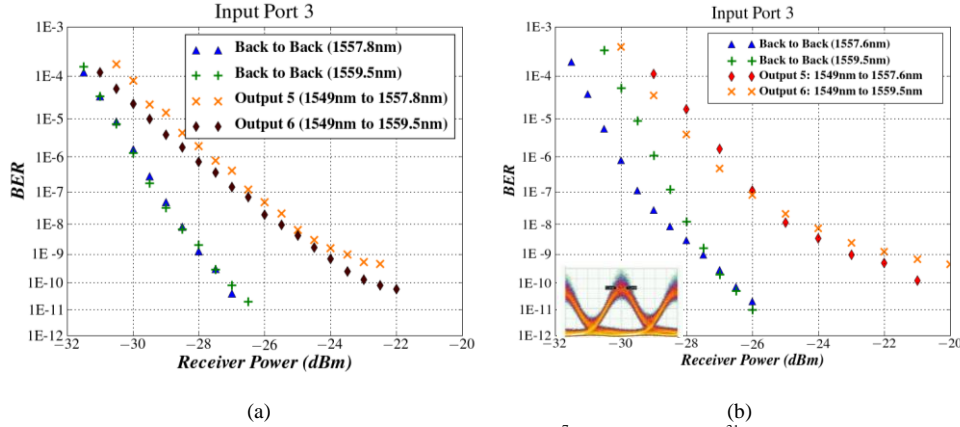 Input Port 3
1E-3
1E-4
1E-5
1E-6
1E-7
1E-8
1E-9
1E-10
1E-11
1E-12
BER
Back to Back (1557.8nm)
Back to Back (1559.5nm)
Output 5 (1549nm to 1557.8nm)
Output 6 (1549nm to 1559.5nm)
−32 −30 −28 −26 −24 −22 −20
Receiver Power (dBm)
(a)
Input Port 3
1E-3
1E-4
1E-5
1E-6
1E-7
1E-8
1E-9
1E-10
1E-11
1E-12
BER
Back to Back (1557.6nm)
Back to Back (1559.5nm)
Output 5: 1549nm to 1557.6nm
Output 6: 1549nm to 1559.5nm
−32 −30 −28 −26 −24 −22 −20
Receiver Power (dBm)
(b)